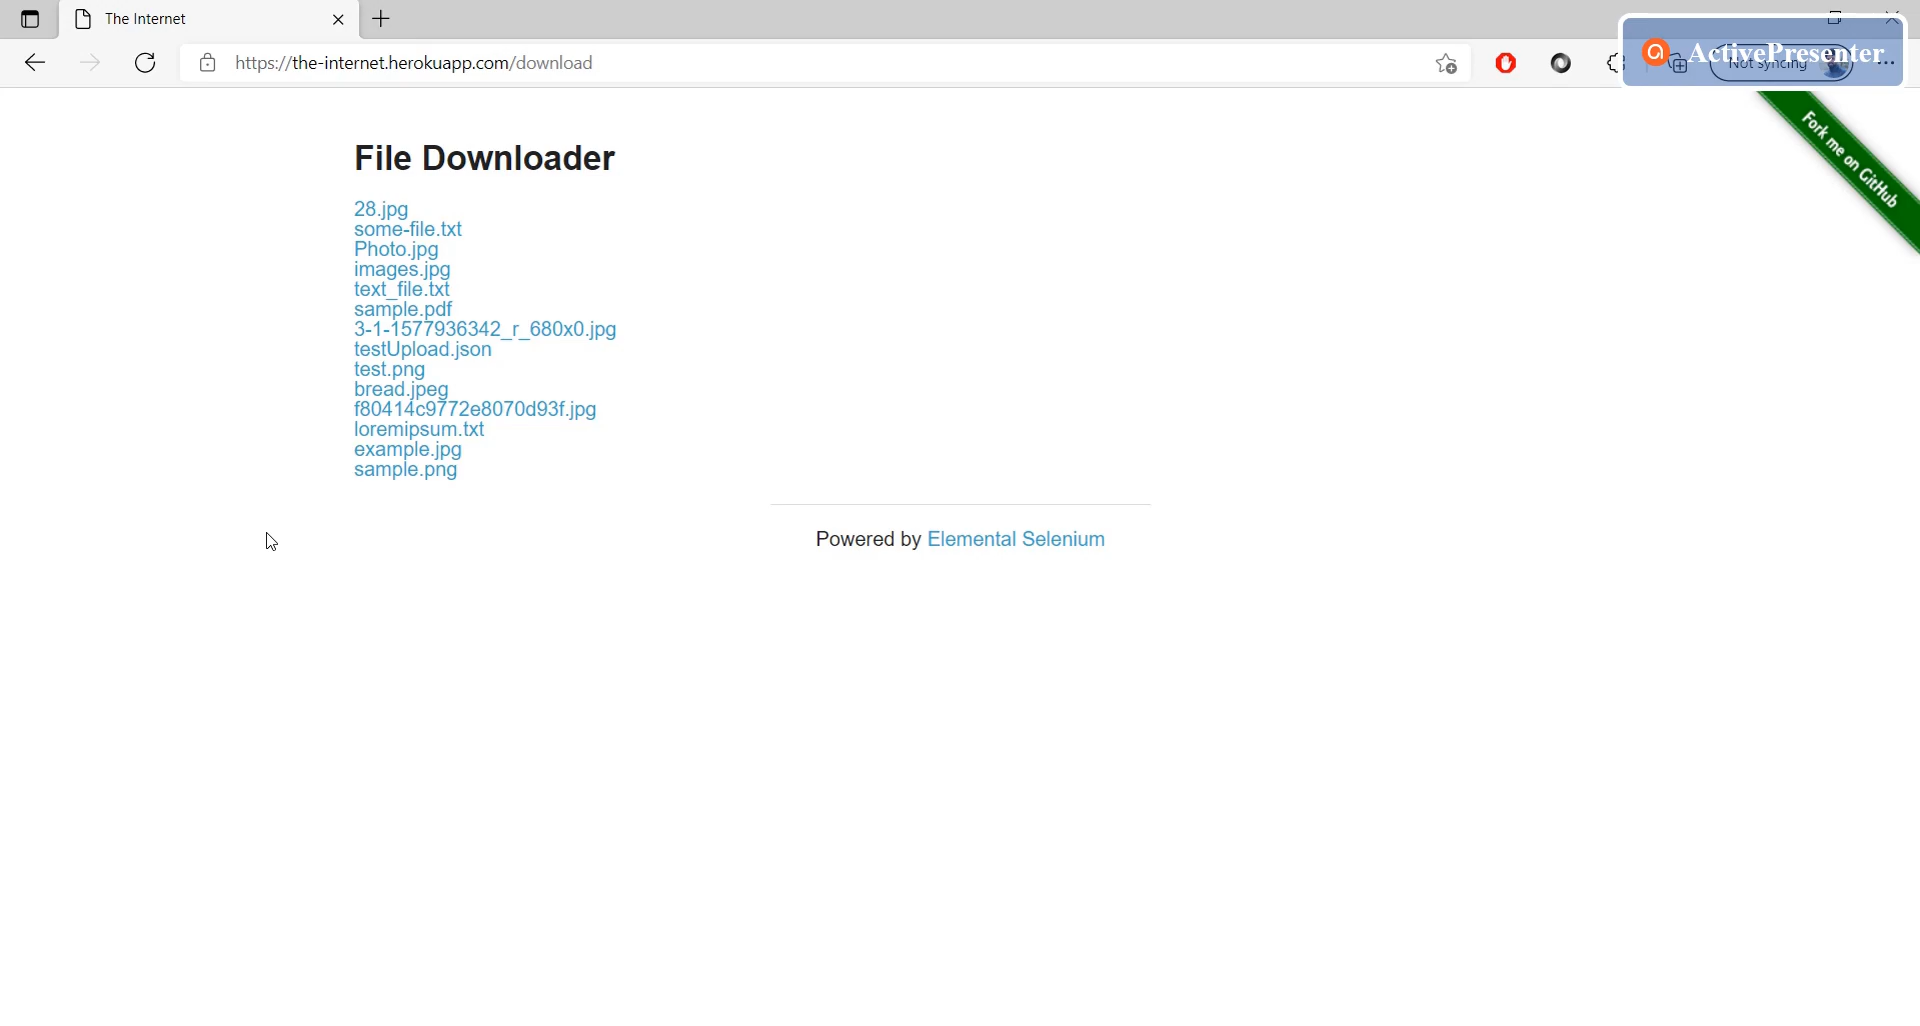 The Internet
https://the-internet.herokuapp.com/download
Not syncing
ActivePresenter
Fork me on GitHub
File Downloader
28.jpg
some-file.txt
Photo.jpg
images.jpg
text_file.txt
sample.pdf
3-1-1577936342_r_680x0.jpg
testUpload.json
test.png
bread.jpeg
f80414c9772e8070d93f.jpg
loremipsum.txt
example.jpg
sample.png
Powered by Elemental Selenium